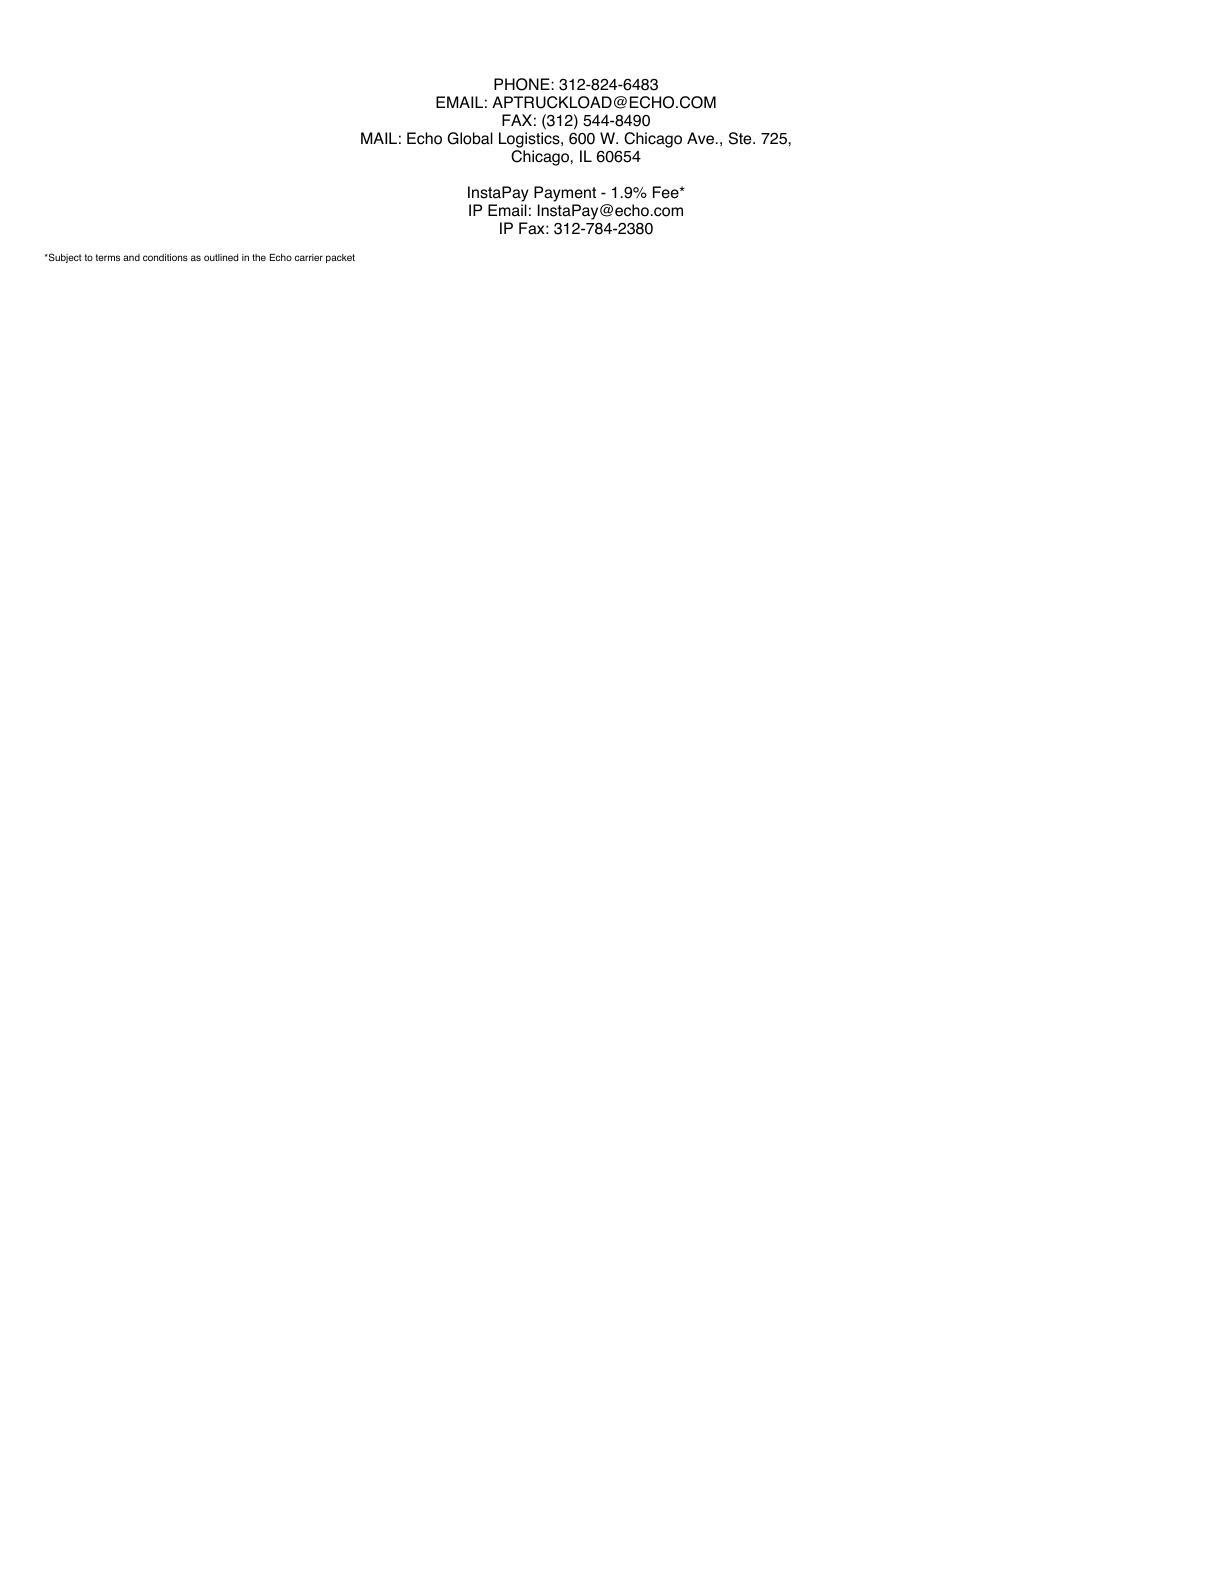 PHONE: 312-824-6483
EMAIL: APTRUCKLOAD@ECHO.COM
FAX: (312) 544-8490
MAIL: Echo Global Logistics, 600 W. Chicago Ave., Ste. 725,
Chicago, IL 60654
InstaPay Payment - 1.9% Fee*
IP Email: InstaPay@echo.com
IP Fax: 312-784-2380
*Subject to terms and conditions as outlined in the Echo carrier packet